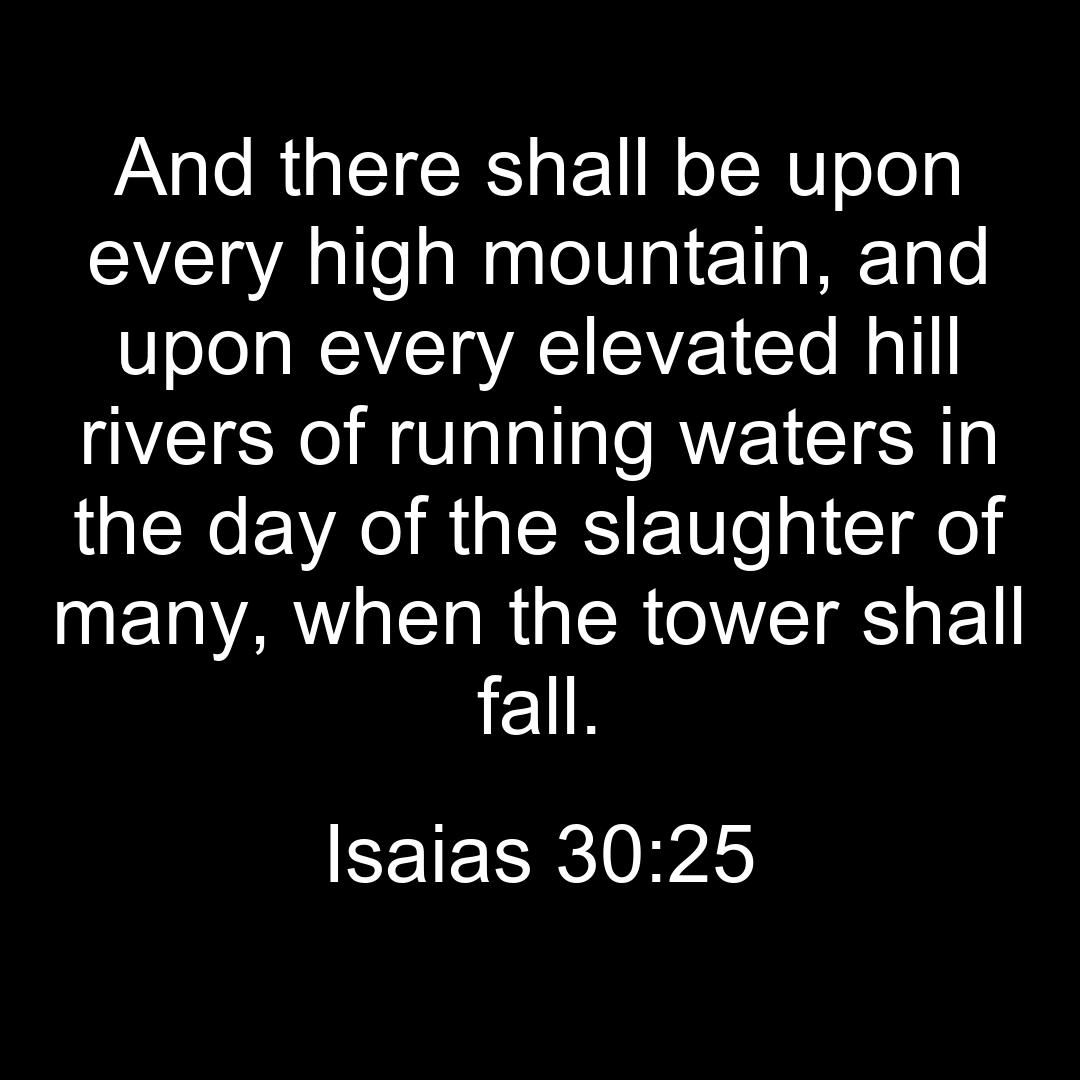 And there shall be upon
every high mountain, and
upon every elevated hill
rivers of running waters in
the day of the slaughter of
many, when the tower shall
fall.
Isaias 30:25